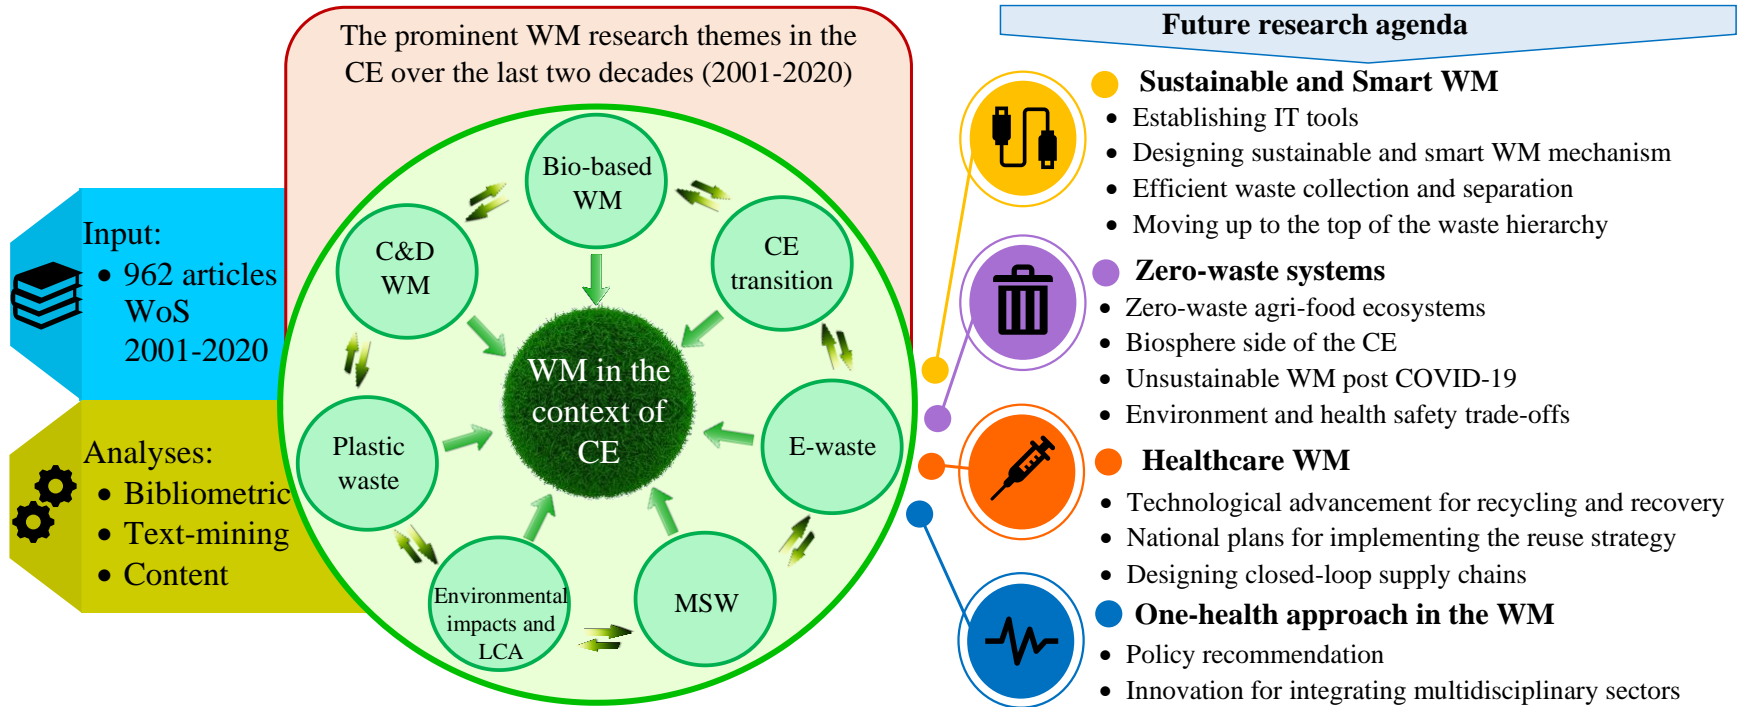 The prominent WM research themes in the
CE over the last two decades (2001-2020)
Input:
• 962 articles
WoS
2001-2020
Analyses:
• Bibliometric
• Text-mining
• Content
Bio-based
WM
CE
transition
E-waste
MSW
Environmental
impacts and
LCA
Plastic
waste
C&D
WM
WM in the
context of
CE
Future research agenda
Sustainable and Smart WM
• Establishing IT tools
• Designing sustainable and smart WM mechanism
• Efficient waste collection and separation
• Moving up to the top of the waste hierarchy
Zero-waste systems
• Zero-waste agri-food ecosystems
• Biosphere side of the CE
• Unsustainable WM post COVID-19
• Environment and health safety trade-offs
Healthcare WM
• Technological advancement for recycling and recovery
• National plans for implementing the reuse strategy
• Designing closed-loop supply chains
One-health approach in the WM
• Policy recommendation
• Innovation for integrating multidisciplinary sectors